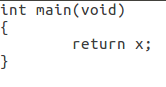 int main(void)
{
        return x;
}